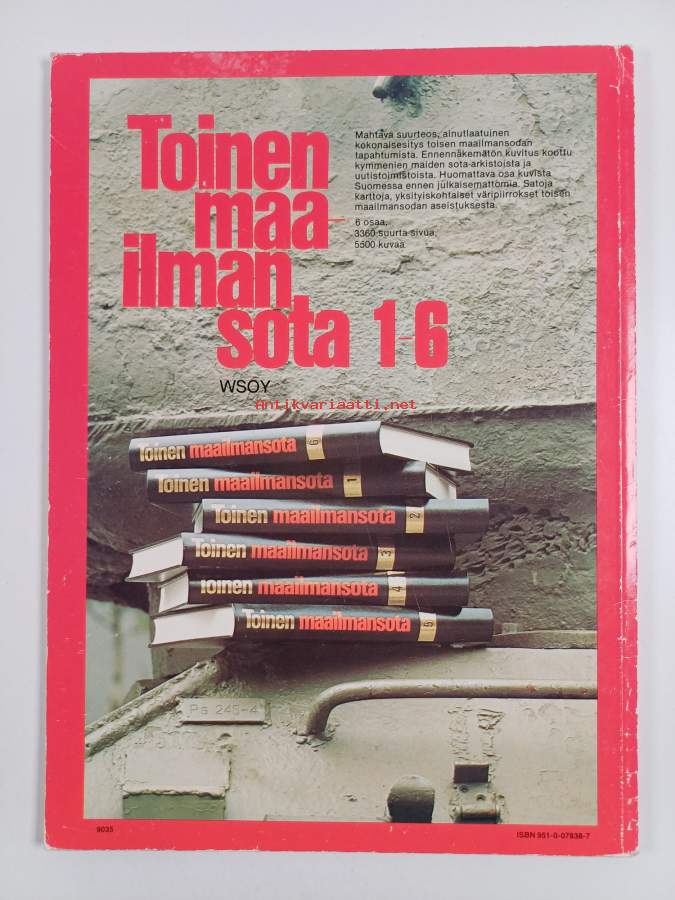 Toinen
maa-
ilman
sota 1-6
Mahtava suurteos, ainutlaatuinen
kokonaisesitys toisen maailmansodan
tapahtumista. Ennennäkemätön kuvitus koottu
kymmenien maiden sota-arkistoista ja
uutistoimistoista. Huomattava osa kuvista
Suomessa ennen julkaisemattomia. Satoja
karttoja, yksityiskohtaiset väripiirrokset toisen
maailmansodan aseistuksesta.
6 osaa,
3360 suurta sivua,
5500 kuvaa
WSOY
Antikvariaatti.net
Toinen maailmansota 6
Toinen maailmansota 1
Toinen maailmansota 2
Toinen maailmansota 3
Toinen maailmansota 4
Toinen maailmansota 5
Ps 245-4
9035
ISBN 951-0-07838-7